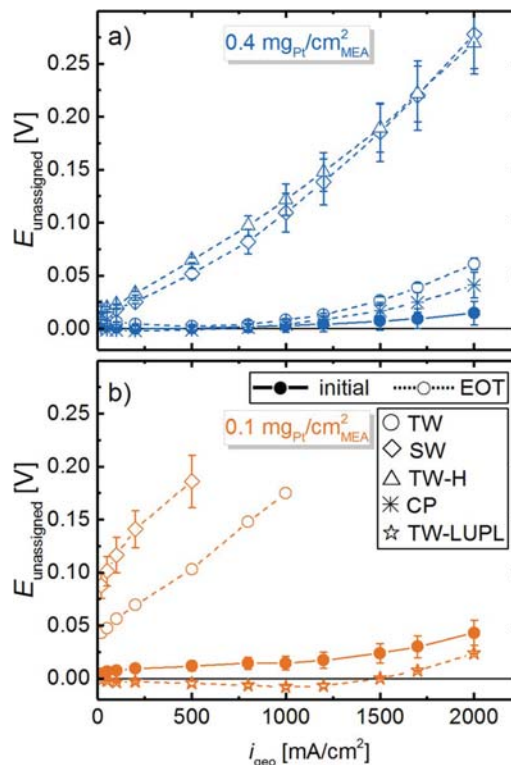 a)
0.4 mgPt/cm²MEA
0.25
0.20
0.15
0.10
0.05
0.00
Eunassigned [V]
b)
initial
EOT
0.1 mgPt/cm²MEA
TW
SW
TW-H
CP
TW-LUPL
0.25
0.20
0.15
0.10
0.05
0.00
Eunassigned [V]
0 500 1000 1500 2000
igeo [mA/cm²]